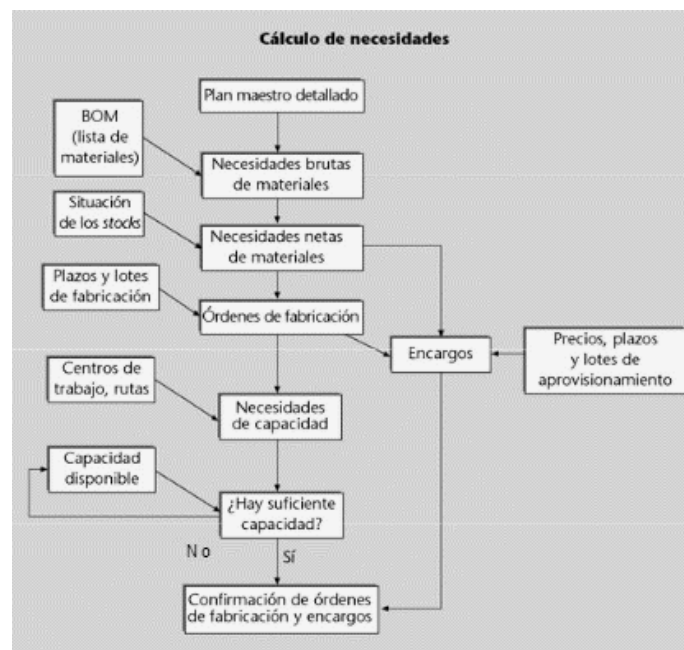 Cálculo de necesidades
Plan maestro detallado
BOM
(lista de
materiales)
Necesidades brutas
de materiales
Situación
de los stocks
Necesidades netas
de materiales
Plazos y lotes
de fabricación
Órdenes de fabricación
Encargos
Precios, plazos
y lotes de
aprovisionamiento
Centros de
trabajo, rutas
Necesidades
de capacidad
Capacidad
disponible
¿Hay suficiente
capacidad?
No
Sí
Confirmación de órdenes
de fabricación y encargos